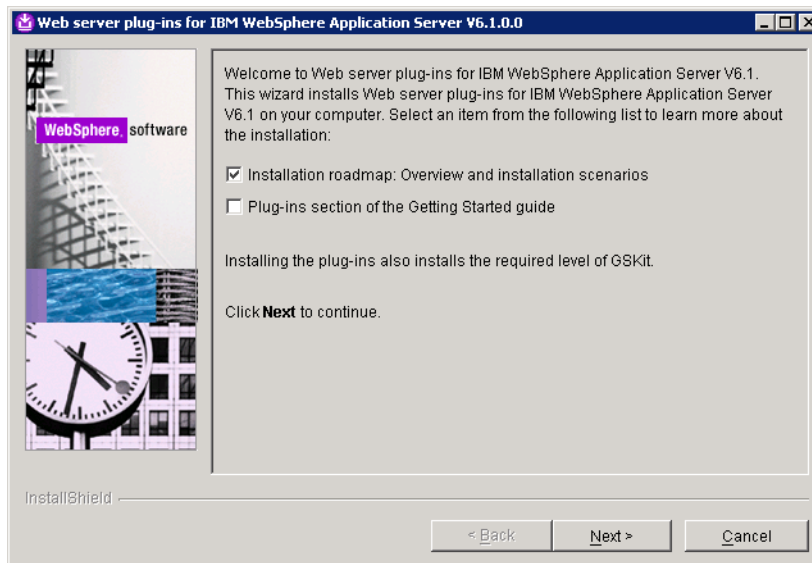 Web server plug-ins for IBM WebSphere Application Server V6.1.0.0
WebSphere. software
Welcome to Web server plug-ins for IBM WebSphere Application Server V6.1.
This wizard installs Web server plug-ins for IBM WebSphere Application Server
V6.1 on your computer. Select an item from the following list to learn more about
the installation:
Installation roadmap: Overview and installation scenarios
Plug-ins section of the Getting Started guide
Installing the plug-ins also installs the required level of GSKit.
Click Next to continue.
InstallShield
< Back
Next >
Cancel